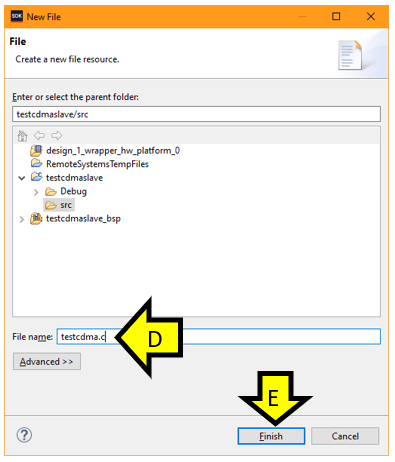 SDK New File
File
Create a new file resource.
Enter or select the parent folder:
testcdmaslave/src
design_1_wrapper_hw_platform_0
RemoteSystemsTempFiles
testcdmaslave
Debug
src
testcdmaslave_bsp
File name: testcdma.c D
Advanced >>
E
? Finish Cancel